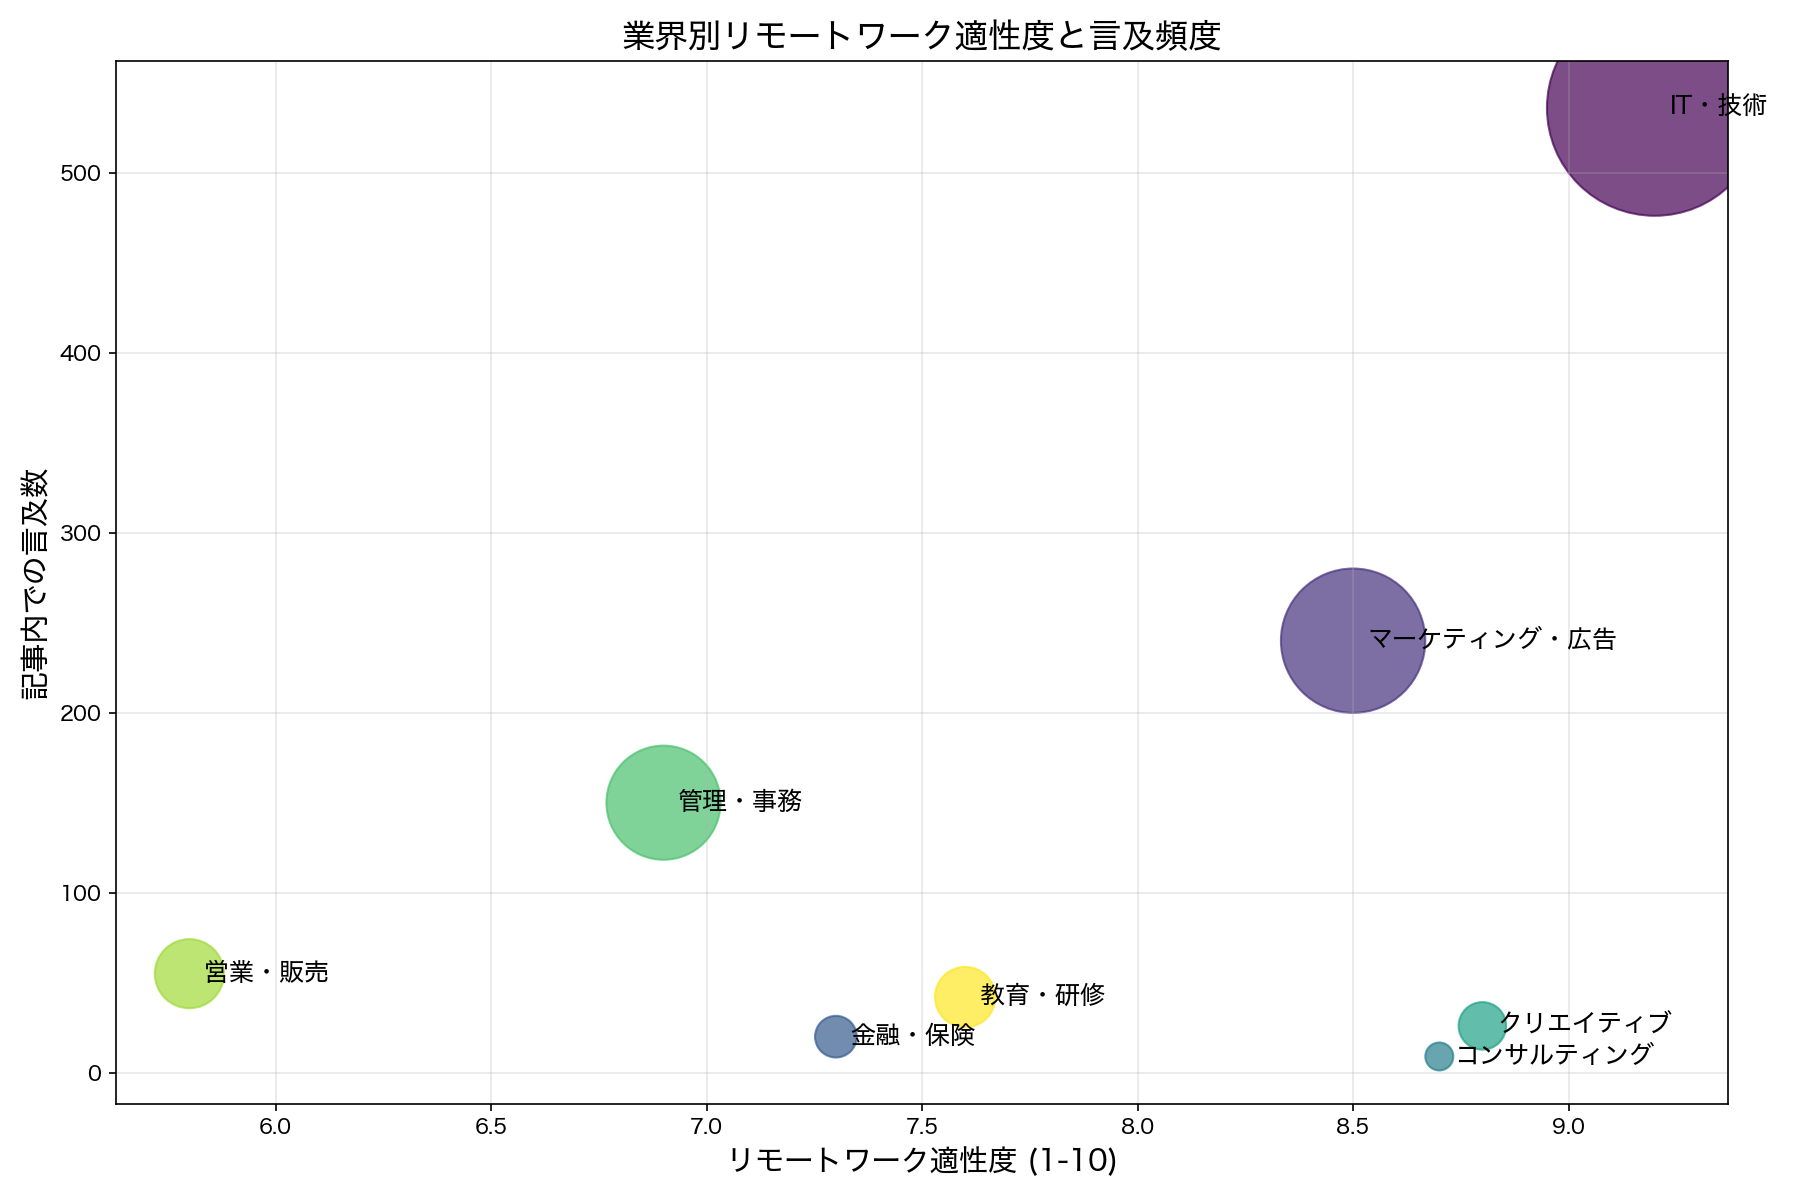 業界別リモートワーク適性度と言及頻度
IT・技術
500
400
マーケティング・広告
記事内での言及数
300
200
管理・事務
100
営業・販売
教育・研修
金融・保険
クリエイティブ
コンサルティング
0
6.0
6.5
7.0
7.5
8.0
8.5
9.0
リモートワーク適性度 (1-10)